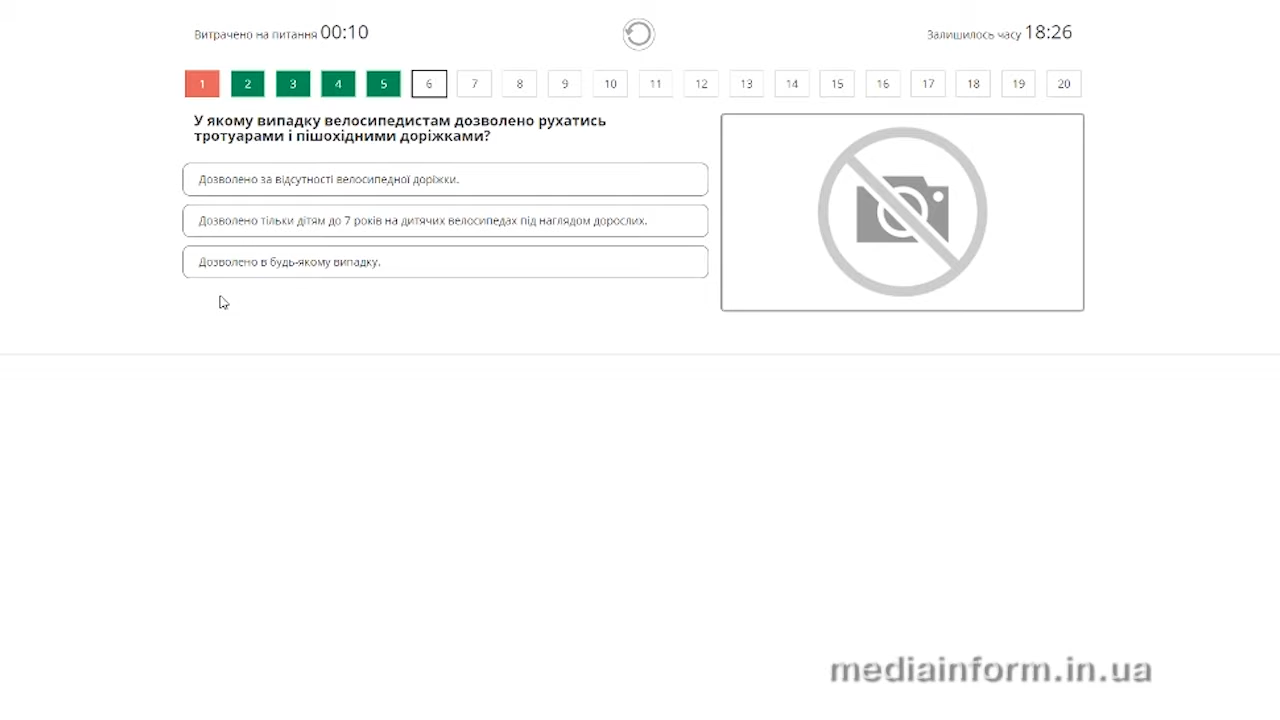 Витрачено на питання 00:10
Залишилось часу 18:26
1 2 3 4 5 6 7 8 9 10 11 12 13 14 15 16 17 18 19 20
У якому випадку велосипедистам дозволено рухатись
тротуарами і пішохідними доріжками?
Дозволено за відсутності велосипедної доріжки.
Дозволено тільки дітям до 7 років на дитячих велосипедах під наглядом дорослих.
Дозволено в будь-якому випадку.
mediainform.in.ua